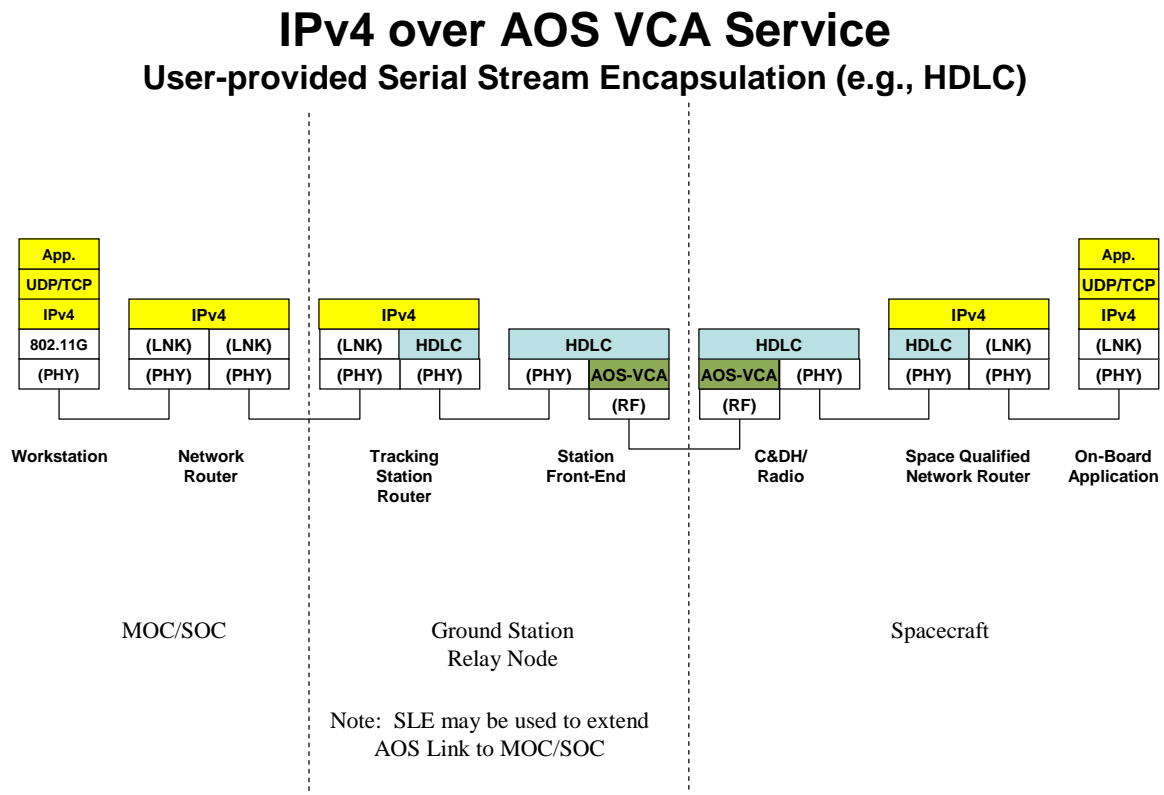 IPv4 over AOS VCA Service
User-provided Serial Stream Encapsulation (e.g., HDLC)
App.
UDP/TCP
IPv4
802.11G
(PHY)
Workstation
IPv4
(LNK) (LNK)
(PHY) (PHY)
Network
Router
IPv4
(LNK) HDLC
(PHY) (PHY)
Tracking
Station
Router
HDLC
(PHY) AOS-VCA
(RF)
Station
Front-End
HDLC
AOS-VCA (PHY)
(RF)
C&DH/
Radio
IPv4
HDLC (LNK)
(PHY) (PHY)
Space Qualified
Network Router
App.
UDP/TCP
IPv4
(LNK)
(PHY)
On-Board
Application
MOC/SOC
Ground Station
Relay Node
Spacecraft
Note: SLE may be used to extend
AOS Link to MOC/SOC